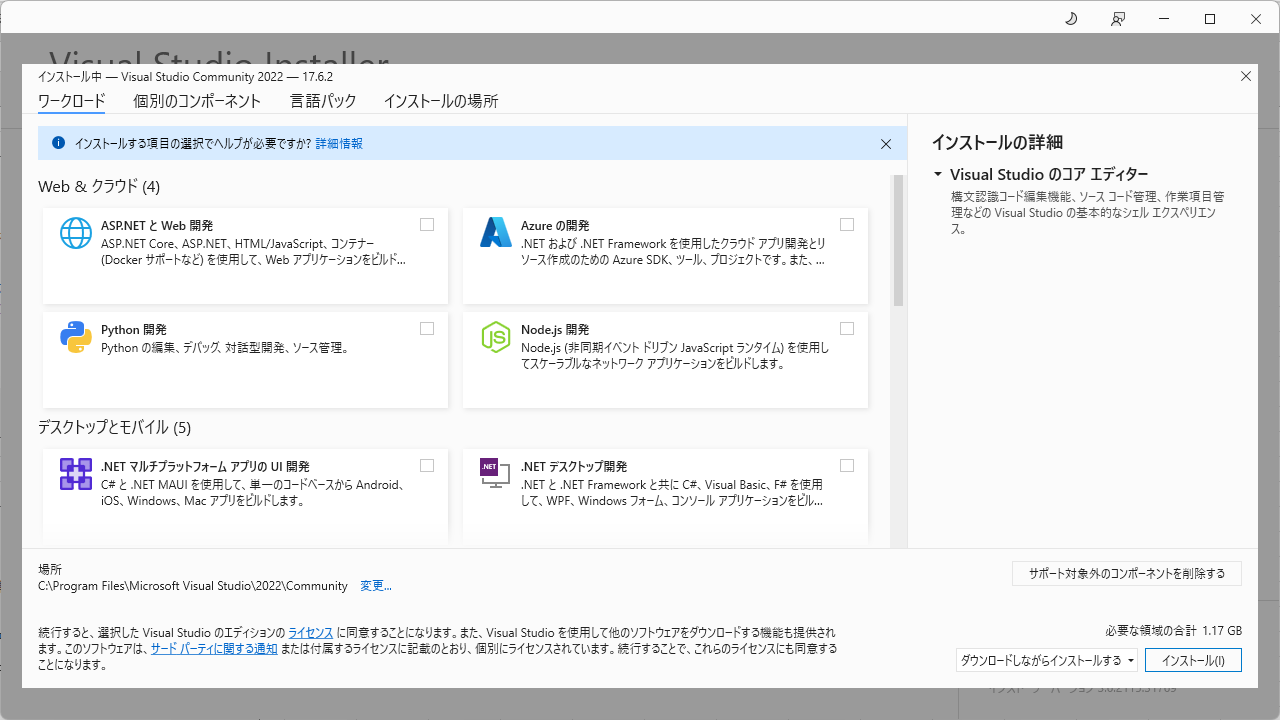 Visual Studio Installer
インストール中 — Visual Studio Community 2022 — 17.6.2
ワークロード 個別のコンポーネント 言語パック インストールの場所
インストールする項目の選択でヘルプが必要ですか? 詳細情報
Web & クラウド (4)
ASP.NET と Web 開発
ASP.NET Core、ASP.NET、HTML/JavaScript、コンテナー
(Docker サポートなど) を使用して、Web アプリケーションをビルド...
Azure の開発
.NET および .NET Framework を使用したクラウド アプリ開発とリ
ソース作成のための Azure SDK、ツール、プロジェクトです。また、...
Python 開発
Python の編集、デバッグ、対話型開発、ソース管理。
Node.js 開発
Node.js (非同期イベント ドリブン JavaScript ランタイム) を使用し
てスケーラブルなネットワーク アプリケーションをビルドします。
デスクトップとモバイル (5)
.NET マルチプラットフォーム アプリの UI 開発
C# と .NET MAUI を使用して、単一のコードベースから Android、
iOS、Windows、Mac アプリをビルドします。
.NET
.NET デスクトップ開発
.NET と .NET Framework と共に C#、Visual Basic、F# を使用
して、WPF、Windows フォーム、コンソール アプリケーションをビル...
インストールの詳細
Visual Studio のコア エディター
構文認識コード編集機能、ソース コード管理、作業項目管
理などの Visual Studio の基本的なシェル エクスペリエン
ス。
場所
C:\Program Files\Microsoft Visual Studio\2022\Community 変更...
サポート対象外のコンポーネントを削除する
続行すると、選択した Visual Studio のエディションの ライセンス に同意することになります。また、Visual Studio を使用して他のソフトウェアをダウンロードする機能も提供されま
す。このソフトウェアは、サード パーティに関する通知 または付属するライセンスに記載のとおり、個別にライセンスされています。続行することで、これらのライセンスにも同意する
ことになります。
必要な領域の合計 1.17 GB
ダウンロードしながらインストールする インストール(I)